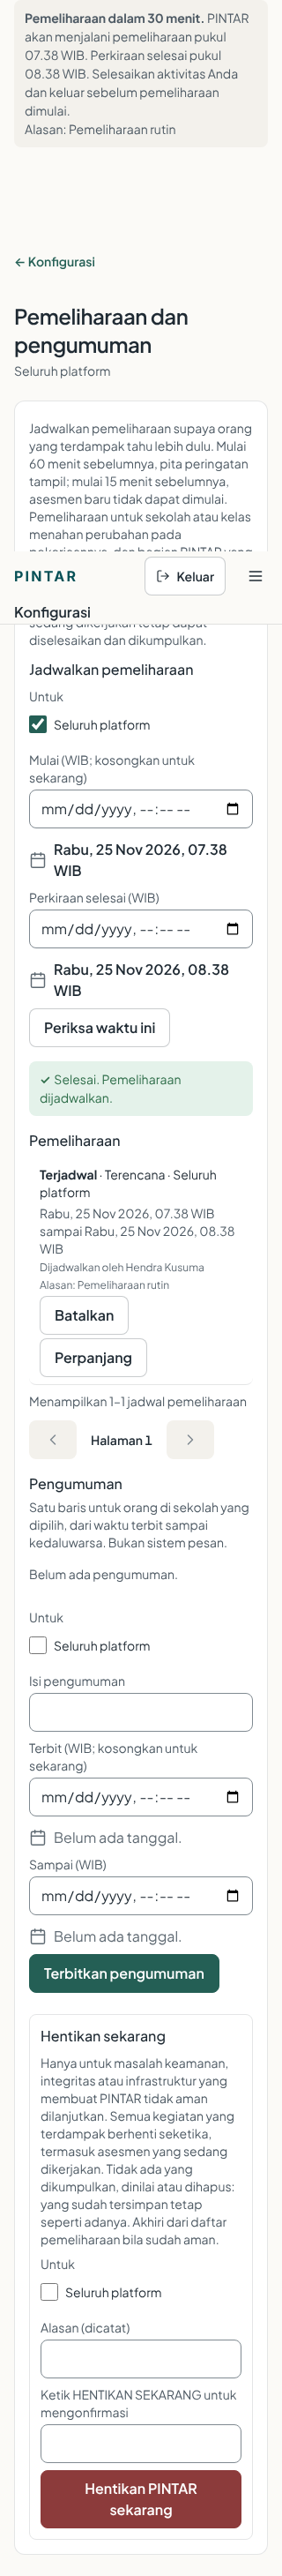 Pemeliharaan dalam 30 menit. PINTAR
akan menjalani pemeliharaan pukul
07.38 WIB. Perkiraan selesai pukul
08.38 WIB. Selesaikan aktivitas Anda
dan keluar sebelum pemeliharaan
dimulai.
Alasan: Pemeliharaan rutin
← Konfigurasi
Pemeliharaan dan
pengumuman
Seluruh platform
Jadwalkan pemeliharaan supaya orang
yang terdampak tahu lebih dulu. Mulai
60 menit sebelumnya, pita peringatan
tampil; mulai 15 menit sebelumnya,
asesmen baru tidak dapat dimulai.
Pemeliharaan untuk sekolah atau kelas
menahan perubahan pada
PINTAR
Keluar
Konfigurasi
diselesaikan dan dikumpulkan.
Jadwalkan pemeliharaan
Untuk
Seluruh platform
Mulai (WIB; kosongkan untuk
sekarang)
mm/dd/yyyy, --:-- --
Rabu, 25 Nov 2026, 07.38
WIB
Perkiraan selesai (WIB)
mm/dd/yyyy, --:-- --
Rabu, 25 Nov 2026, 08.38
WIB
Periksa waktu ini
✓ Selesai. Pemeliharaan
dijadwalkan.
Pemeliharaan
Terjadwal · Terencana · Seluruh
platform
Rabu, 25 Nov 2026, 07.38 WIB
sampai Rabu, 25 Nov 2026, 08.38
WIB
Dijadwalkan oleh Hendra Kusuma
Alasan: Pemeliharaan rutin
Batalkan
Perpanjang
Menampilkan 1–1 jadwal pemeliharaan
Halaman 1
Pengumuman
Satu baris untuk orang di sekolah yang
dipilih, dari waktu terbit sampai
kedaluwarsa. Bukan sistem pesan.
Belum ada pengumuman.
Untuk
Seluruh platform
Isi pengumuman
Terbit (WIB; kosongkan untuk
sekarang)
mm/dd/yyyy, --:-- --
Belum ada tanggal.
Sampai (WIB)
mm/dd/yyyy, --:-- --
Belum ada tanggal.
Terbitkan pengumuman
Hentikan sekarang
Hanya untuk masalah keamanan,
integritas atau infrastruktur yang
membuat PINTAR tidak aman
dilanjutkan. Semua kegiatan yang
terdampak berhenti seketika,
termasuk asesmen yang sedang
dikerjakan. Tidak ada yang
dikumpulkan, dinilai atau dihapus:
yang sudah tersimpan tetap
seperti adanya. Akhiri dari daftar
pemeliharaan bila sudah aman.
Untuk
Seluruh platform
Alasan (dicatat)
Ketik HENTIKAN SEKARANG untuk
mengonfirmasi
Hentikan PINTAR
sekarang